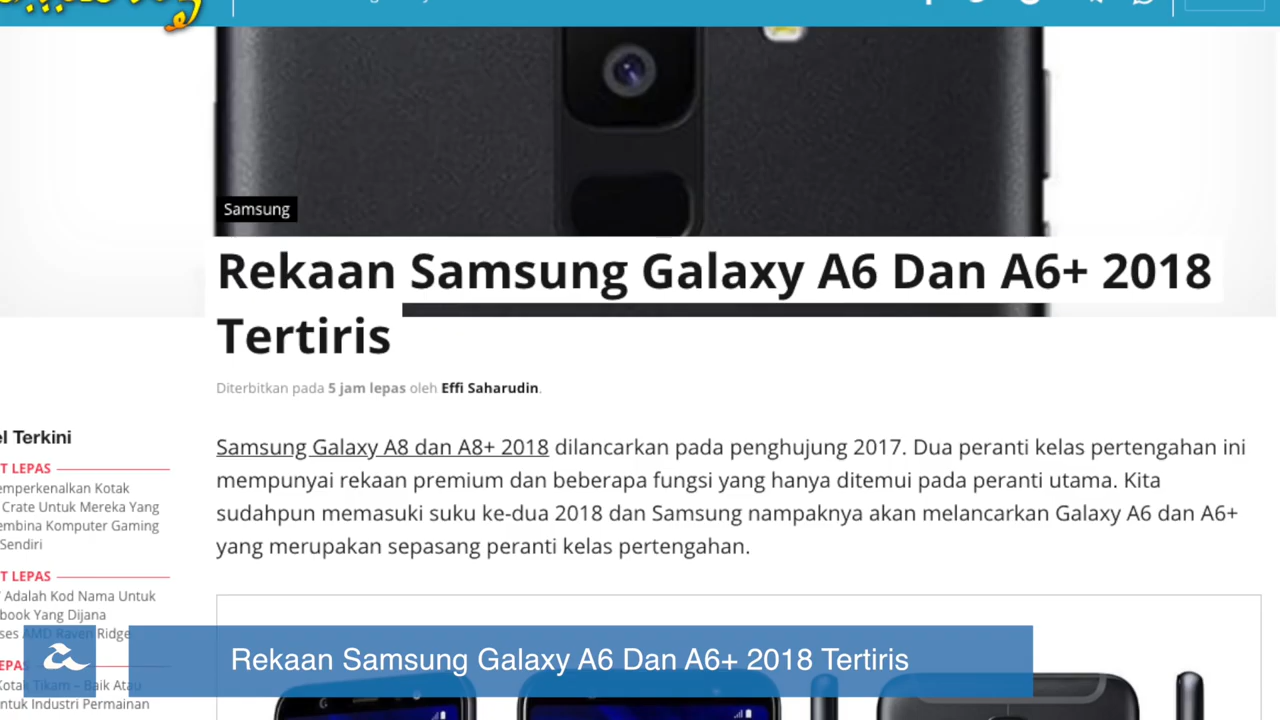 Samsung
Rekaan Samsung Galaxy A6 Dan A6+ 2018
Tertiris
Diterbitkan pada 5 jam lepas oleh Effi Saharudin.
Samsung Galaxy A8 dan A8+ 2018 dilancarkan pada penghujung 2017. Dua peranti kelas pertengahan ini
mempunyai rekaan premium dan beberapa fungsi yang hanya ditemui pada peranti utama. Kita
sudahpun memasuki suku ke-dua 2018 dan Samsung nampaknya akan melancarkan Galaxy A6 dan A6+
yang merupakan sepasang peranti kelas pertengahan.
el Terkini
T LEPAS
emperkenalkan Kotak
Crate Untuk Mereka Yang
embina Komputer Gaming
Sendiri
T LEPAS
Adalah Kod Nama Untuk
book Yang Dijana
ses AMD Raven Ridge
EPAS
Kotak Tikam – Baik Atau
ntuk Industri Permainan
Rekaan Samsung Galaxy A6 Dan A6+ 2018 Tertiris